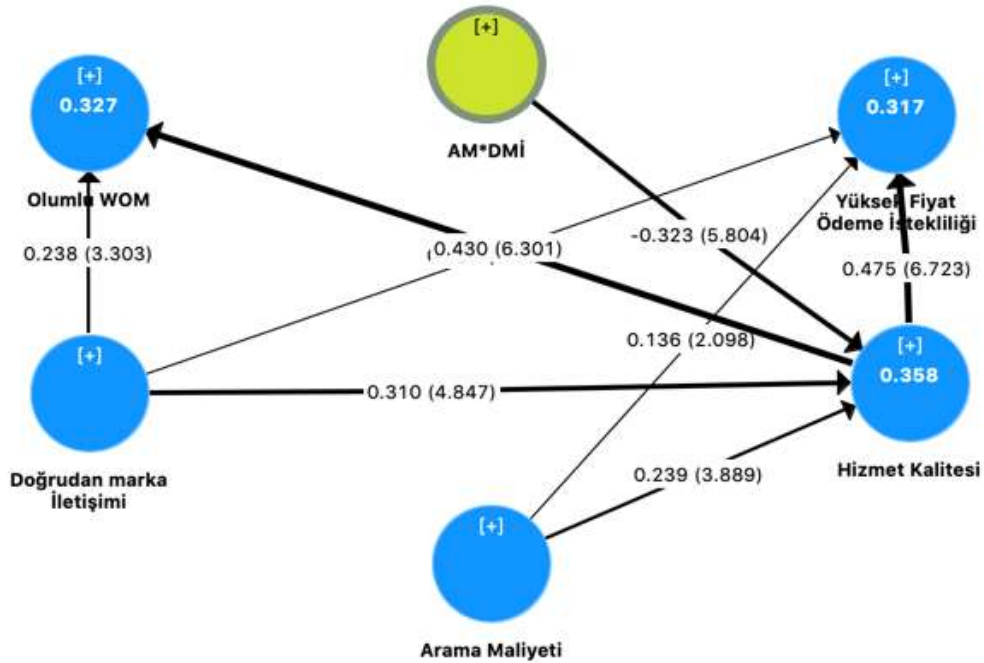 [+]
0.327
Olumlu WOM
[+]
AM*DMİ
[+]
0.317
Yüksek Fiyat
Ödeme İstekliliği
0.238 (3.303)
0.430 (6.301)
-0.323 (5.804)
0.475 (6.723)
0.136 (2.098)
[+]
Doğrudan marka
İletişimi
0.310 (4.847)
[+]
0.358
Hizmet Kalitesi
0.239 (3.889)
[+]
Arama Maliyeti